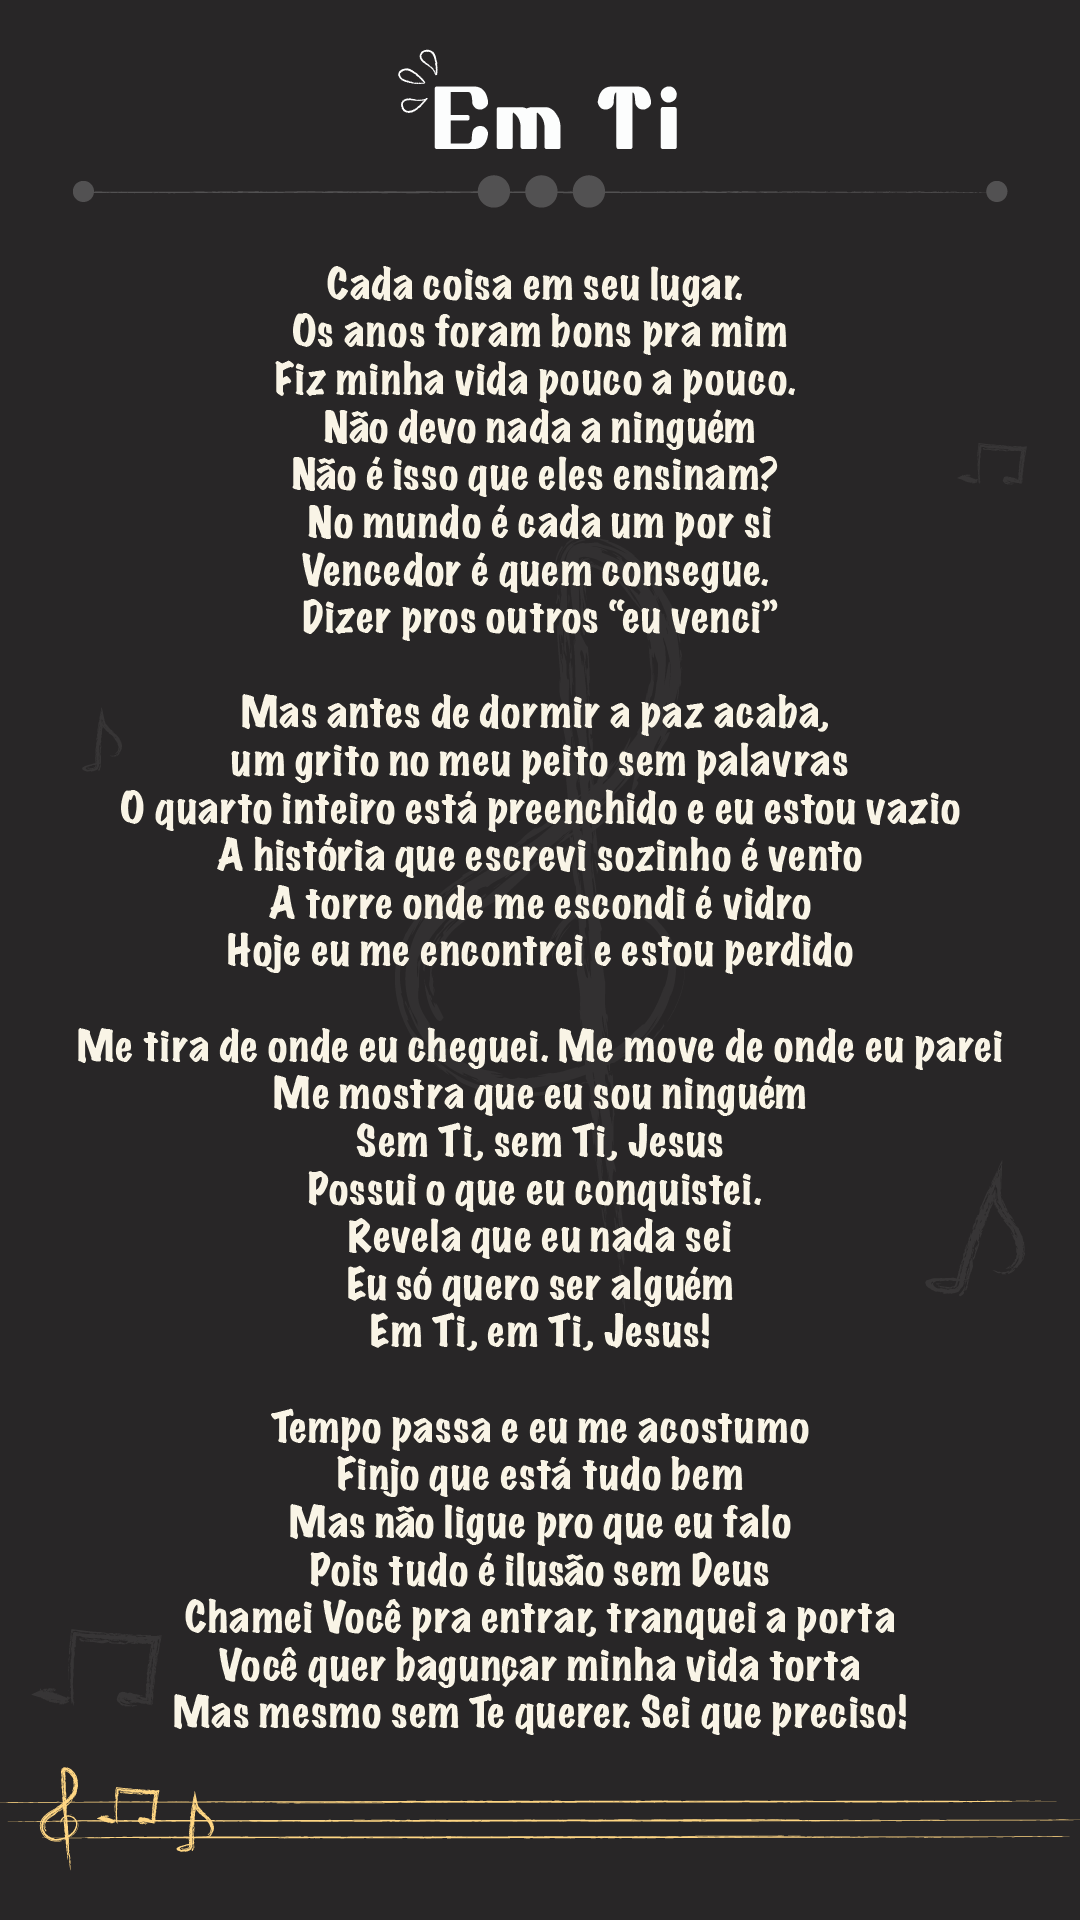 Em Ti
Cada coisa em seu lugar.
Os anos foram bons pra mim
Fiz minha vida pouco a pouco.
Não devo nada a ninguém
Não é isso que eles ensinam?
No mundo é cada um por si
Vencedor é quem consegue.
Dizer pros outros “eu venci”
Mas antes de dormir a paz acaba,
um grito no meu peito sem palavras
O quarto inteiro está preenchido e eu estou vazio
A história que escrevi sozinho é vento
A torre onde me escondi é vidro
Hoje eu me encontrei e estou perdido
Me tira de onde eu cheguei. Me move de onde eu parei
Me mostra que eu sou ninguém
Sem Ti, sem Ti, Jesus
Possui o que eu conquistei.
Revela que eu nada sei
Eu só quero ser alguém
Em Ti, em Ti, Jesus!
Tempo passa e eu me acostumo
Finjo que está tudo bem
Mas não ligue pro que eu falo
Pois tudo é ilusão sem Deus
Chamei Você pra entrar, tranquei a porta
Você quer bagunçar minha vida torta
Mas mesmo sem Te querer. Sei que preciso!